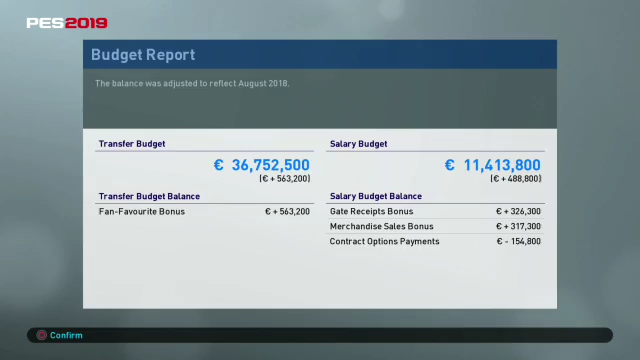 PES2019
Budget Report
The balance was adjusted to reflect August 2018.
Transfer Budget
€ 36,752,500
(€ + 563,200)
Transfer Budget Balance
Fan-Favourite Bonus € + 563,200
Salary Budget
€ 11,413,800
(€ + 488,800)
Salary Budget Balance
Gate Receipts Bonus € + 326,300
Merchandise Sales Bonus € + 317,300
Contract Options Payments € - 154,800
Confirm